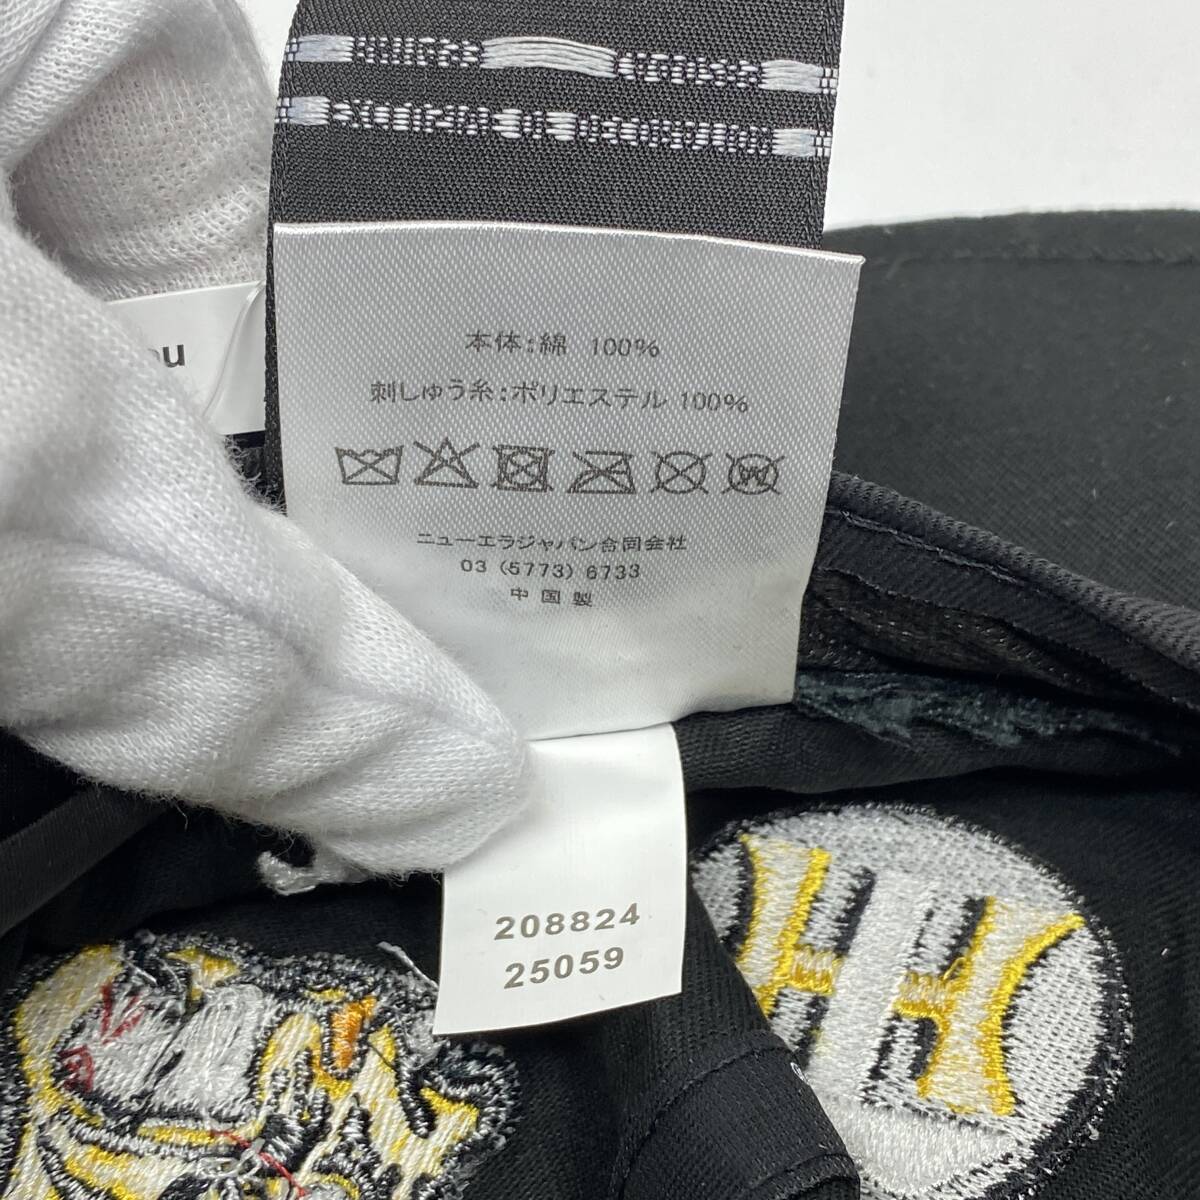 本体:綿 100%
刺しゅう糸:ポリエステル 100%
ニューエラジャパン合同会社
03 (5773) 6733
中国製
208824
25059